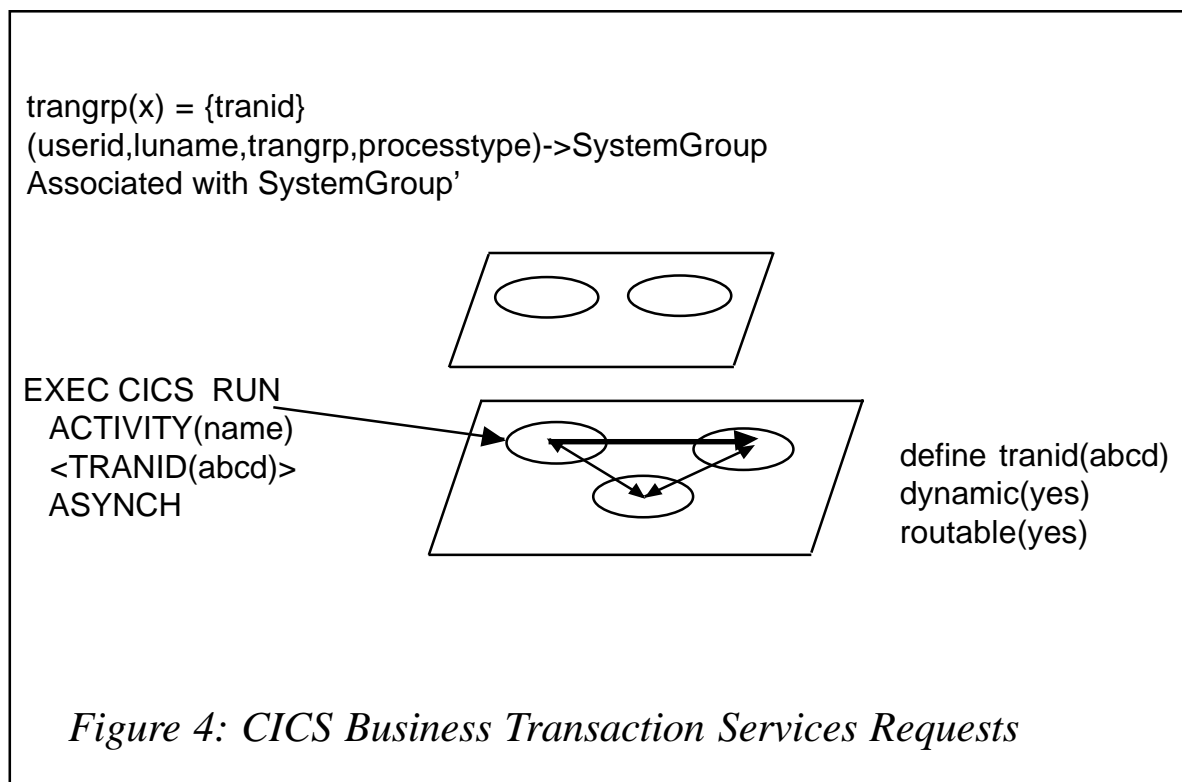 trangrp(x) = {tranid}
(userid,luname,trangrp,processtype)->SystemGroup
Associated with SystemGroup’
EXEC CICS RUN
ACTIVITY(name)
<TRANID(abcd)>
ASYNCH
define tranid(abcd)
dynamic(yes)
routable(yes)
Figure 4: CICS Business Transaction Services Requests